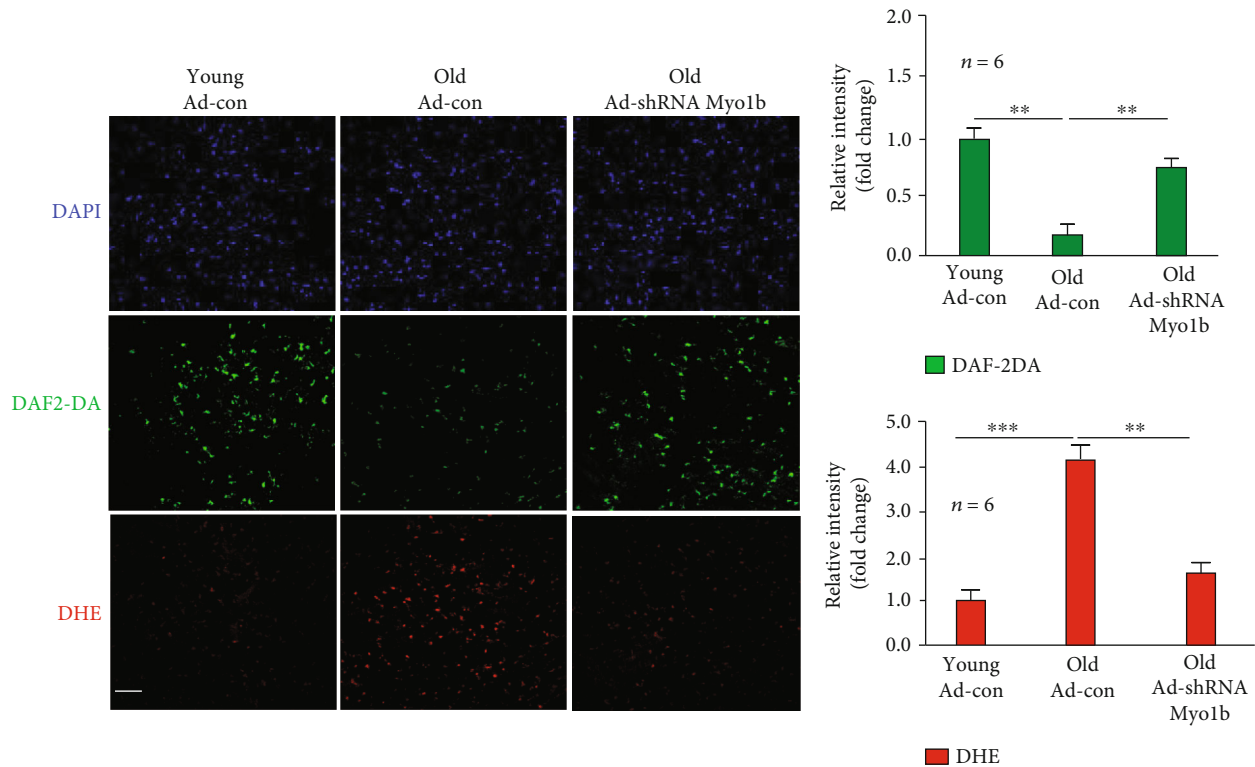 Young
Ad-con
Old
Ad-con
Old
Ad-shRNA Myo1b
DAPI
DAF2-DA
DHE
2.0
1.5
1.0
0.5
0.0
Relative intensity
(fold change)
n = 6
**
**
Young
Ad-con
Old
Ad-con
Old
Ad-shRNA
Myo1b
DAF-2DA
5.0
4.0
3.0
2.0
1.0
0.0
Relative intensity
(fold change)
n = 6
***
**
Young
Ad-con
Old
Ad-con
Old
Ad-shRNA
Myo1b
DHE